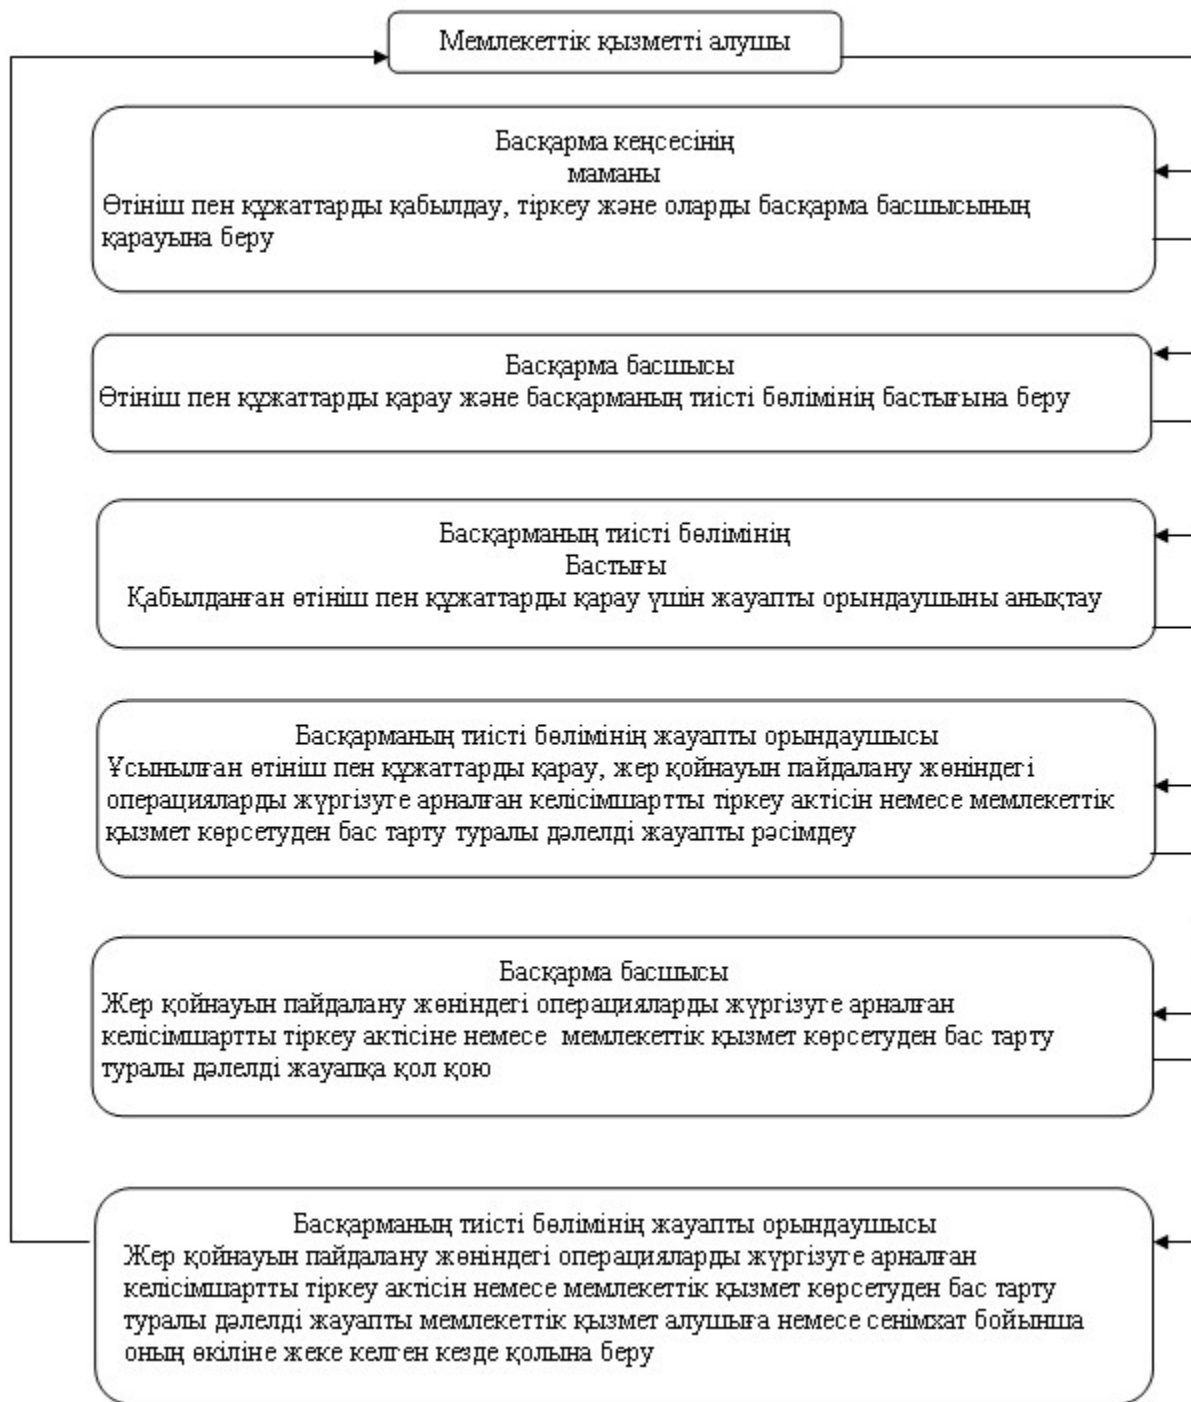 Мемлекеттік қызметті алушы
Басқарма кеңсесінің
маманы
Өтініш пен құжаттарды қабылдау, тіркеу және оларды басқарма басшысының
қарауына беру
Басқарма басшысы
Өтініш пен құжаттарды қарау және басқарманың тиісті бөлімінің бастығына беру
Басқарманың тиісті бөлімінің
Бастығы
Қабылданған өтініш пен құжаттарды қарау үшін жауапты орындаушыны анықтау
Басқарманың тиісті бөлімінің жауапты орындаушысы
Ұсынылған өтініш пен құжаттарды қарау, жер қойнауын пайдалану жөніндегі
операцияларды жүргізуге арналған келісімшартты тіркеу актісін немесе мемлекеттік
қызмет көрсетуден бас тарту туралы дәлелді жауапты рәсімдеу
Басқарма басшысы
Жер қойнауын пайдалану жөніндегі операцияларды жүргізуге арналған
келісімшартты тіркеу актісіне немесе  мемлекеттік қызмет көрсетуден бас тарту
туралы дәлелді жауапқа қол қою
Басқарманың тиісті бөлімінің жауапты орындаушысы
Жер қойнауын пайдалану жөніндегі операцияларды жүргізуге арналған
келісімшартты тіркеу актісін немесе мемлекеттік қызмет көрсетуден бас тарту
туралы дәлелді жауапты мемлекеттік қызмет алушыға немесе сенімхат бойынша
оның өкіліне жеке келген кезде қолына беру